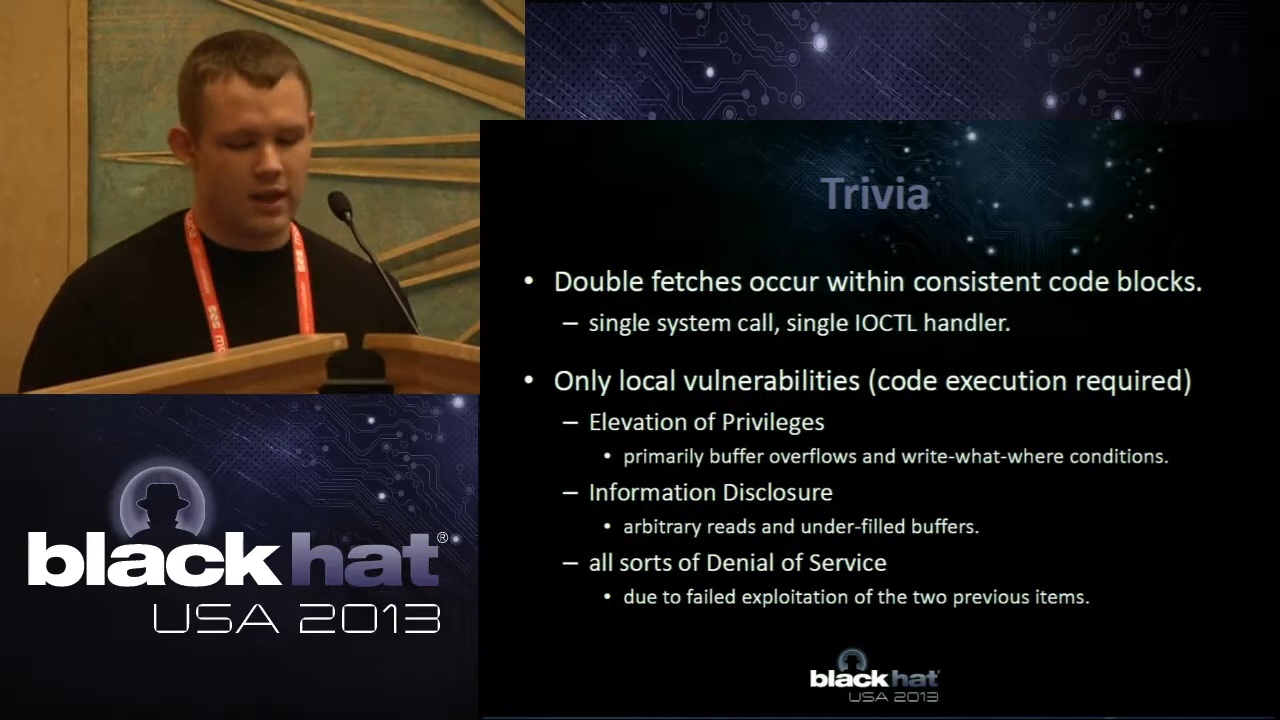 Trivia
• Double fetches occur within consistent code blocks.
– single system call, single IOCTL handler.
• Only local vulnerabilities (code execution required)
– Elevation of Privileges
• primarily buffer overflows and write-what-where conditions.
– Information Disclosure
• arbitrary reads and under-filled buffers.
– all sorts of Denial of Service
• due to failed exploitation of the two previous items.
black hat
USA 2013
black hat®
USA 2013